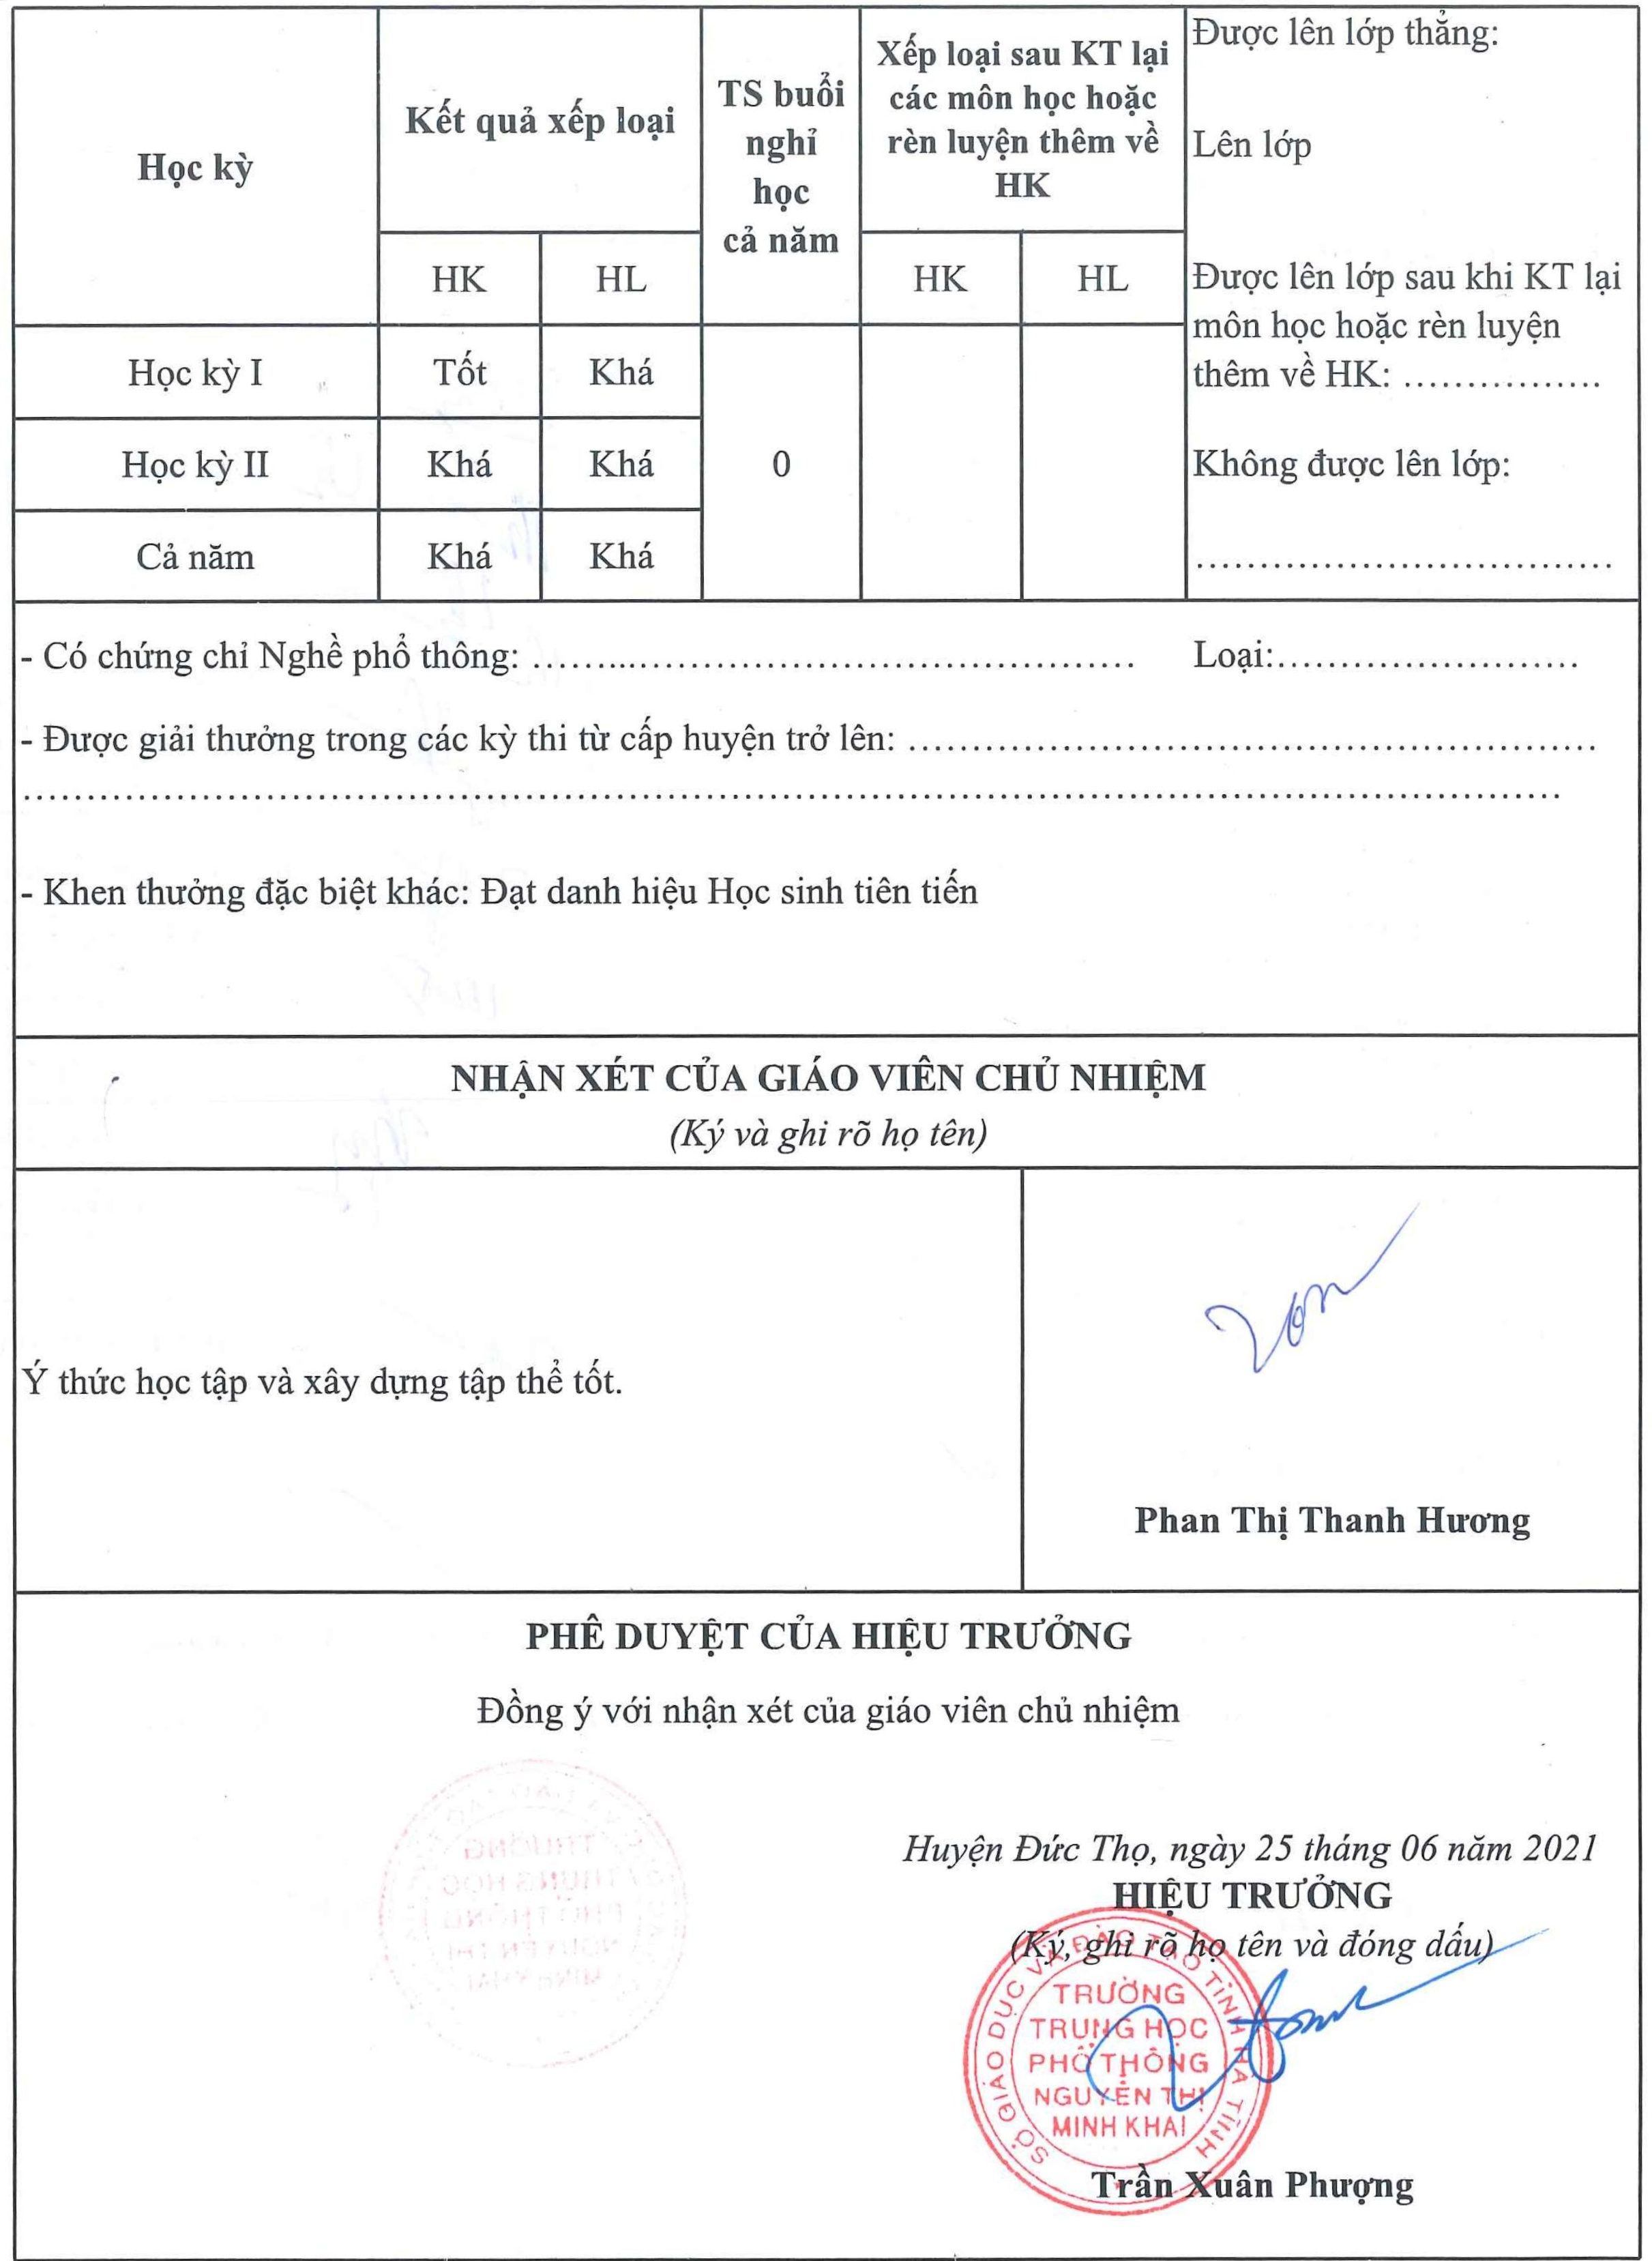 Học kỳ
Kết quả xếp loại
TS buổi
nghỉ
học
cả năm
Xếp loại sau KT lại
các môn học hoặc
rèn luyện thêm về
HK
Được lên lớp thẳng:
Lên lớp
HK
HL
HK
HL
Được lên lớp sau khi KT lại
môn học hoặc rèn luyện
thêm về HK: ................
Không được lên lớp:
.................................
Học kỳ I
Tốt
Khá
Học kỳ II
Khá
Khá
0
Cả năm
Khá
Khá
- Có chứng chỉ Nghề phổ thông: ................................................ Loại:........................
- Được giải thưởng trong các kỳ thi từ cấp huyện trở lên: ......................................................
.........................................................................................................................
- Khen thưởng đặc biệt khác: Đạt danh hiệu Học sinh tiên tiến
NHẬN XÉT CỦA GIÁO VIÊN CHỦ NHIỆM
(Ký và ghi rõ họ tên)
Ý thức học tập và xây dựng tập thể tốt.
Phan Thị Thanh Hương
PHÊ DUYỆT CỦA HIỆU TRƯỞNG
Đồng ý với nhận xét của giáo viên chủ nhiệm
Huyện Đức Thọ, ngày 25 tháng 06 năm 2021
HIỆU TRƯỞNG
(Ký, ghi rõ họ tên và đóng dấu)
SỞ GIÁO DỤC VÀ ĐÀO TẠO TỈNH HÀ TĨNH
TRƯỜNG
TRUNG HỌC
PHỔ THÔNG
NGUYỄN THỊ
MINH KHAI
Trần Xuân Phượng